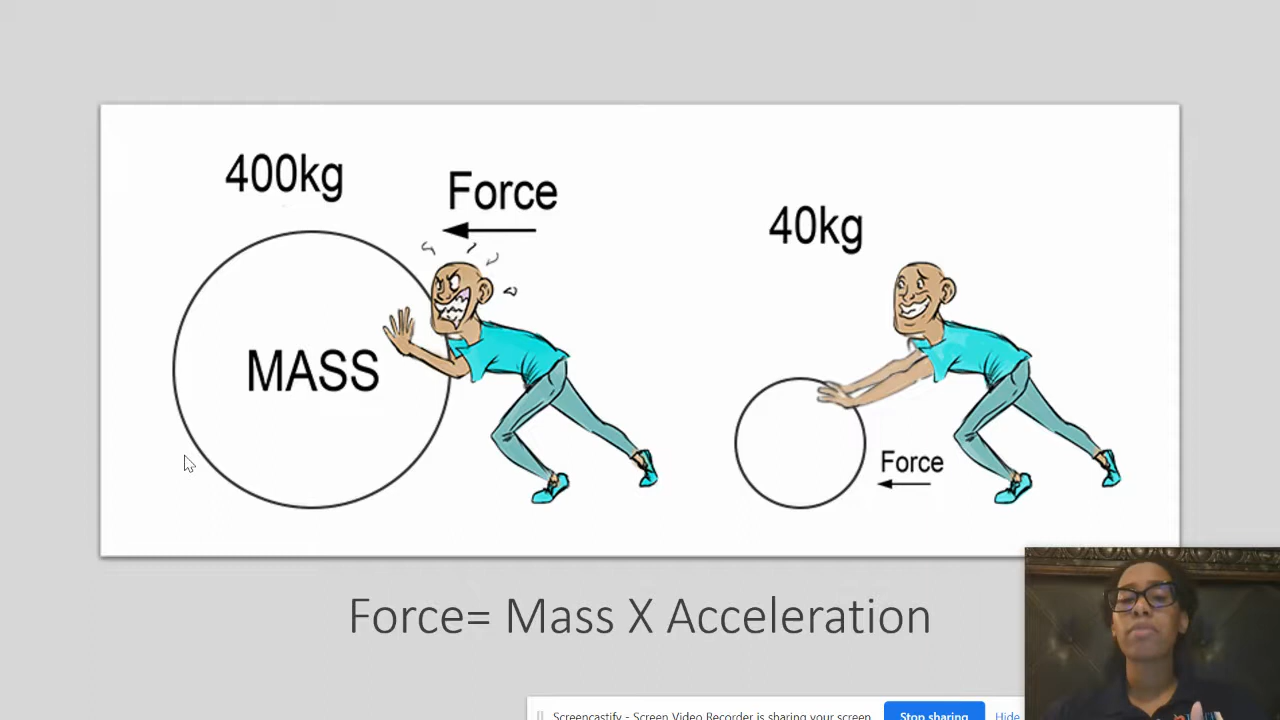 400kg
Force
MASS
40kg
Force
Force= Mass X Acceleration
Screencastify - Screen Video Recorder is sharing your screen.
Stop sharing
Hide